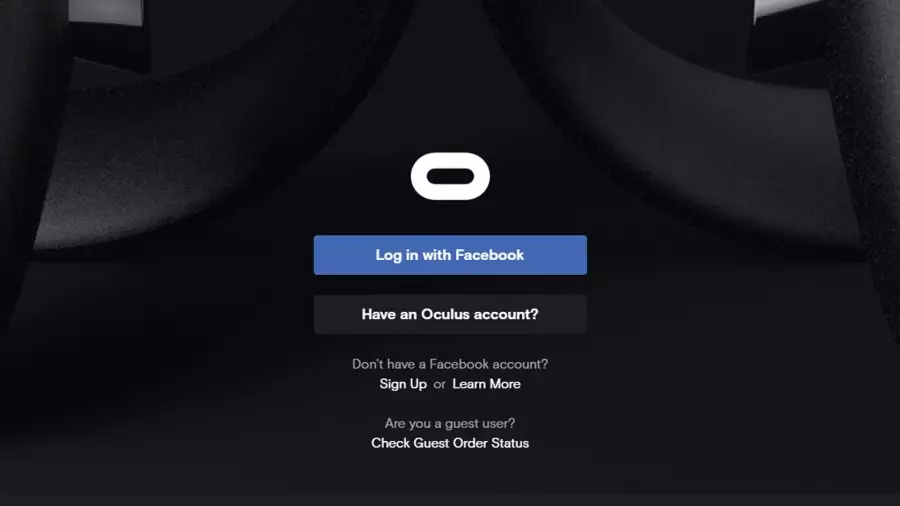 Log in with Facebook
Have an Oculus account?
Don't have a Facebook account?
Sign Up or Learn More
Are you a guest user?
Check Guest Order Status